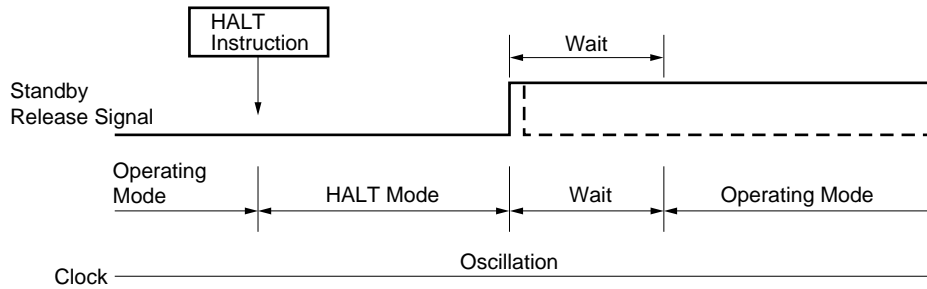 HALT
Instruction
Wait
Standby
Release Signal
Operating
Mode
HALT Mode
Wait
Operating Mode
Oscillation
Clock